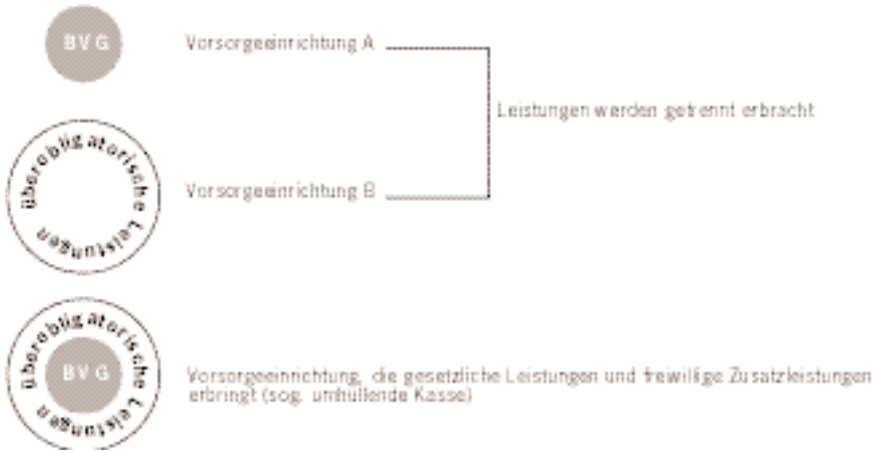 BVG
Vorsorgeeinrichtung A
Leistungen werden getrennt erbracht
überobligatorische Leistungen
Vorsorgeeinrichtung B
überobligatorische Leistungen
BVG
Vorsorgeeinrichtung, die gesetzliche Leistungen und freiwillige Zusatzleistungen
erbringt (sog. umhüllende Kasse)